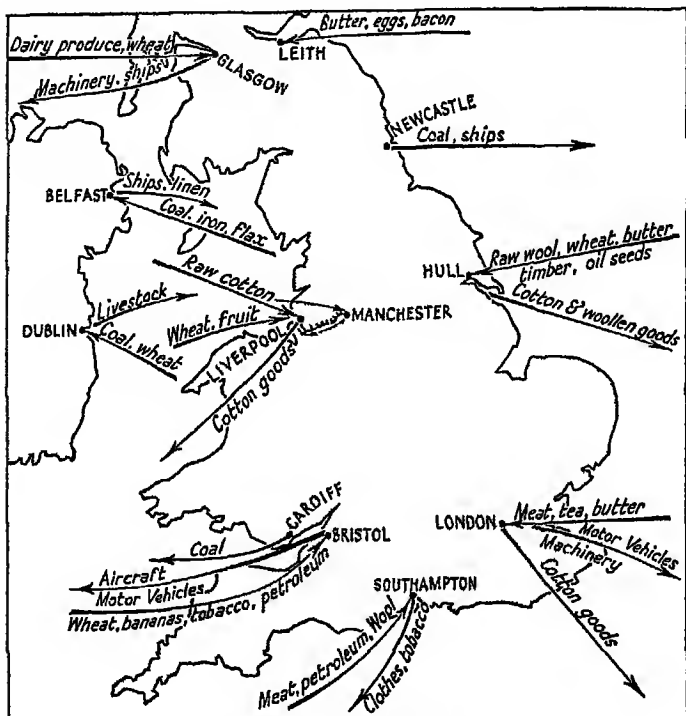 Butter, eggs, bacon
LEITH
Dairy produce, wheat
GLASGOW
Machinery, ships
NEWCASTLE
Coal, ships
BELFAST
Ships, linen
Coal, iron, flax
Raw wool, wheat, butter
timber, oil seeds
HULL
Cotton & woollen goods
Raw cotton
MANCHESTER
Livestock
DUBLIN
Coal, wheat
Wheat, fruit
LIVERPOOL
Cotton goods
CARDIFF
BRISTOL
Coal
Aircraft
Motor Vehicles
Wheat, bananas, tobacco, petroleum
LONDON
Meat, tea, butter
Motor Vehicles
Machinery
Cotton goods
SOUTHAMPTON
Meat, petroleum, Wool
Clothes, tobacco